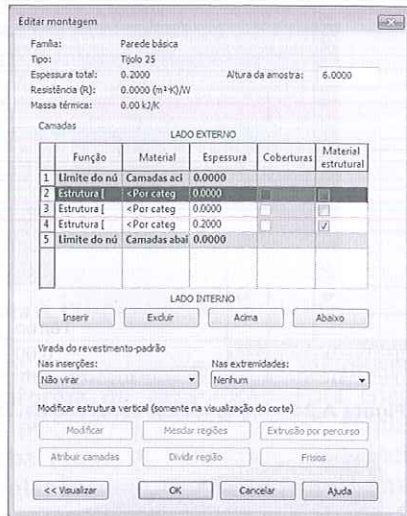 Editar montagem
Família: Parede básica
Tipo: Tijolo 25
Espessura total: 0.2000 Altura da amostra: 6.0000
Resistência (R): 0.0000 (m²·K)/W
Massa térmica: 0.00 kJ/K
Camadas
LADO EXTERNO
Função Material Espessura Coberturas Material estrutural
1 Limite do nú Camadas aci 0.0000
2 Estrutura [ <Por categ 0.0000
3 Estrutura [ <Por categ 0.0000
4 Estrutura [ <Por categ 0.2000
5 Limite do nú Camadas abai 0.0000
LADO INTERNO
Inserir Excluir Acima Abaixo
Virada do revestimento-padrão
Nas inserções: Nas extremidades:
Não virar Nenhum
Modificar estrutura vertical (somente na visualização do corte)
Modificar Mesclar regiões Extrusão por percurso
Atribuir camadas Dividir região Frisos
<< Visualizar OK Cancelar Ajuda